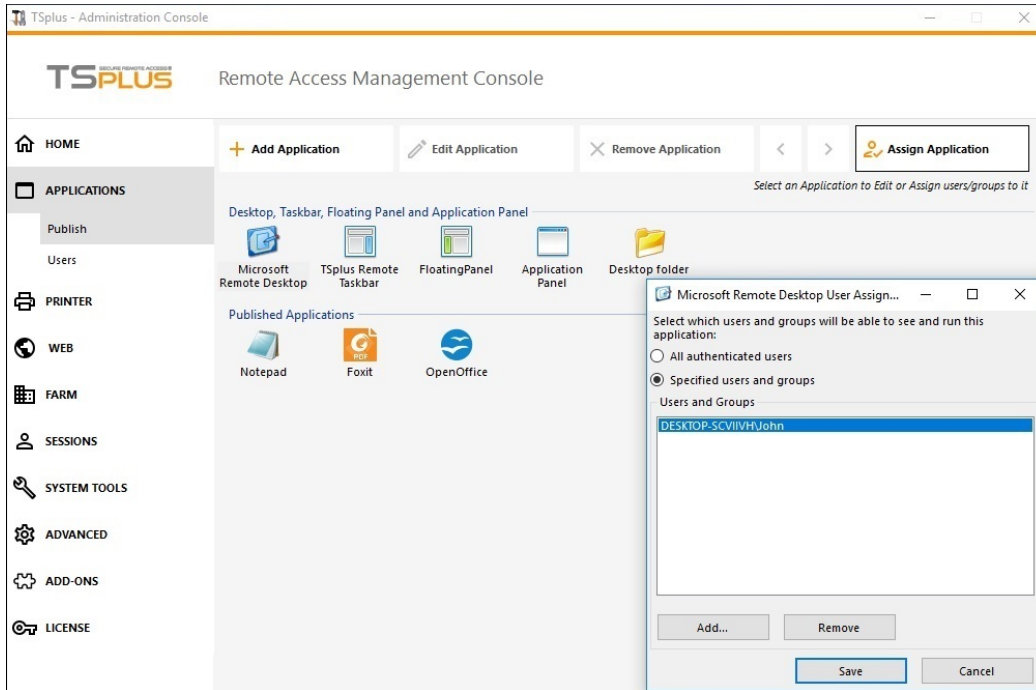 TSplus - Administration Console
TSPLUS
SECURE REMOTE ACCESS
Remote Access Management Console
HOME
APPLICATIONS
Publish
Users
PRINTER
WEB
FARM
SESSIONS
SYSTEM TOOLS
ADVANCED
ADD-ONS
LICENSE
Add Application
Edit Application
Remove Application
<
>
Assign Application
Select an Application to Edit or Assign users/groups to it
Desktop, Taskbar, Floating Panel and Application Panel
Microsoft
Remote Desktop
TSplus Remote
Taskbar
FloatingPanel
Application
Panel
Desktop folder
Published Applications
Notepad
PDF
Foxit
OpenOffice
Microsoft Remote Desktop User Assign...
Select which users and groups will be able to see and run this
application:
All authenticated users
Specified users and groups
Users and Groups
DESKTOP-SCVIIVH\John
Add...
Remove
Save
Cancel